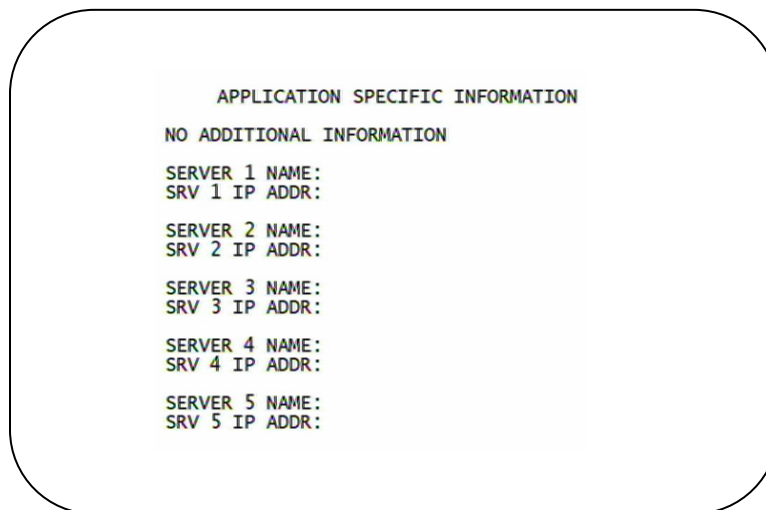 APPLICATION SPECIFIC INFORMATION
NO ADDITIONAL INFORMATION
SERVER 1 NAME:
SRV 1 IP ADDR:
SERVER 2 NAME:
SRV 2 IP ADDR:
SERVER 3 NAME:
SRV 3 IP ADDR:
SERVER 4 NAME:
SRV 4 IP ADDR:
SERVER 5 NAME:
SRV 5 IP ADDR: